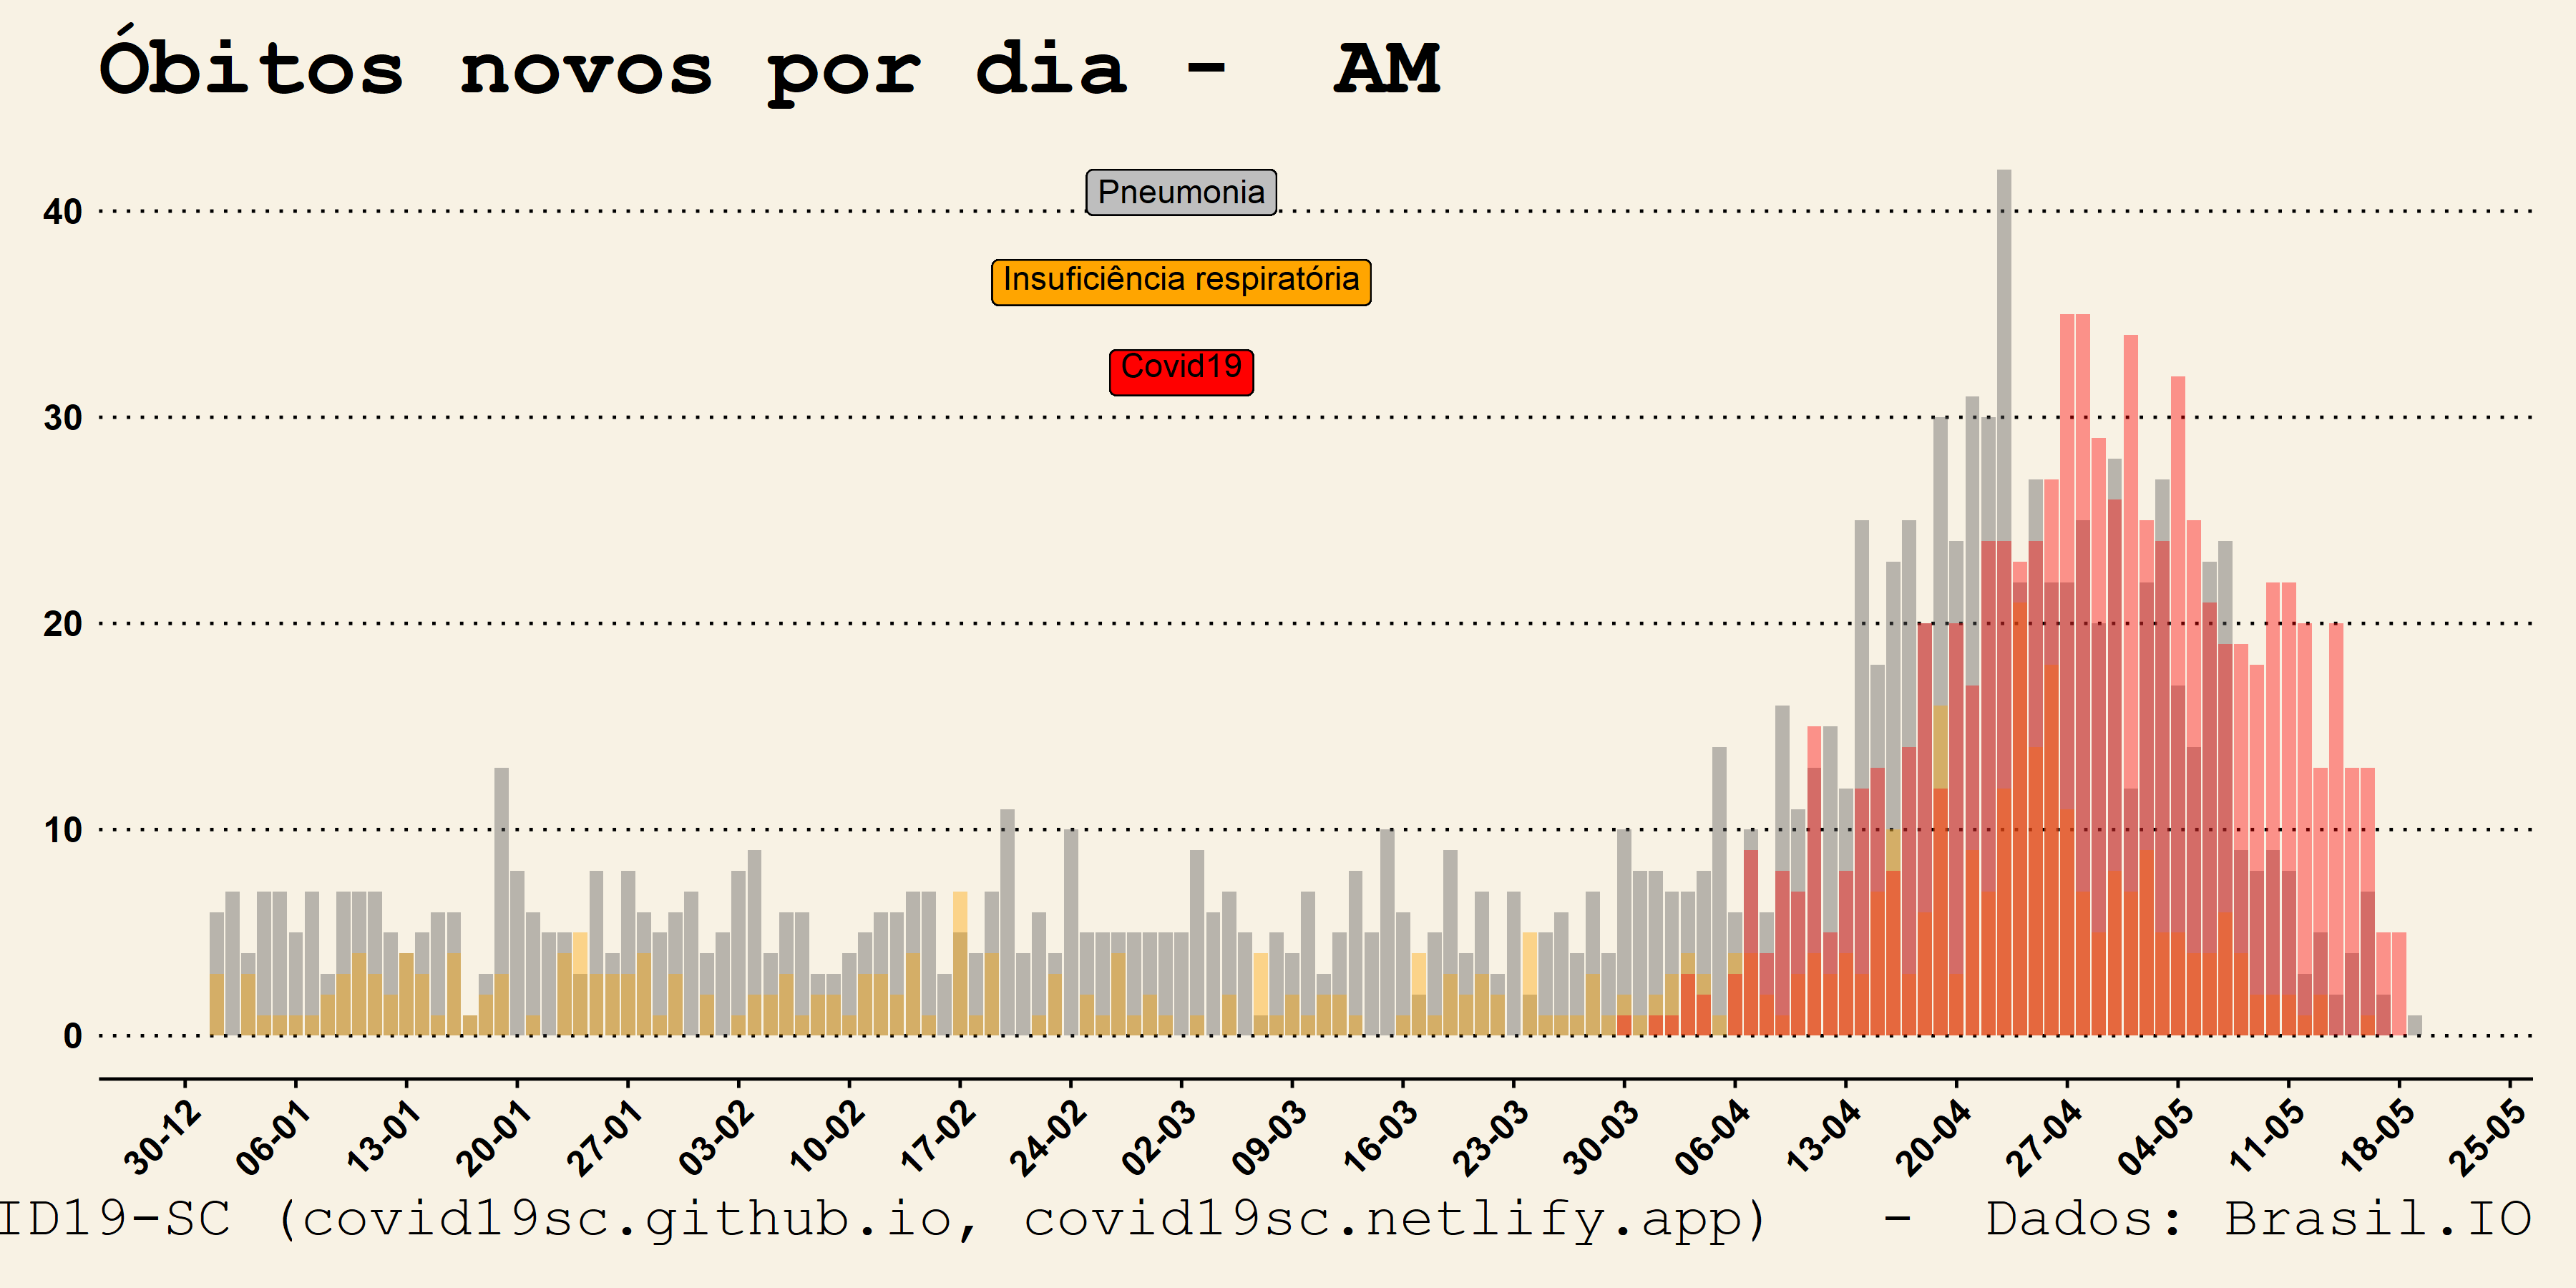 Óbitos novos por dia - AM
Pneumonia
Insuficiência respiratória
Covid19
40
30
20
10
0
30-12 06-01 13-01 20-01 27-01 03-02 10-02 17-02 24-02 02-03 09-03 16-03 23-03 30-03 06-04 13-04 20-04 27-04 04-05 11-05 18-05 25-05
ID19-SC (covid19sc.github.io, covid19sc.netlify.app) - Dados: Brasil.IO